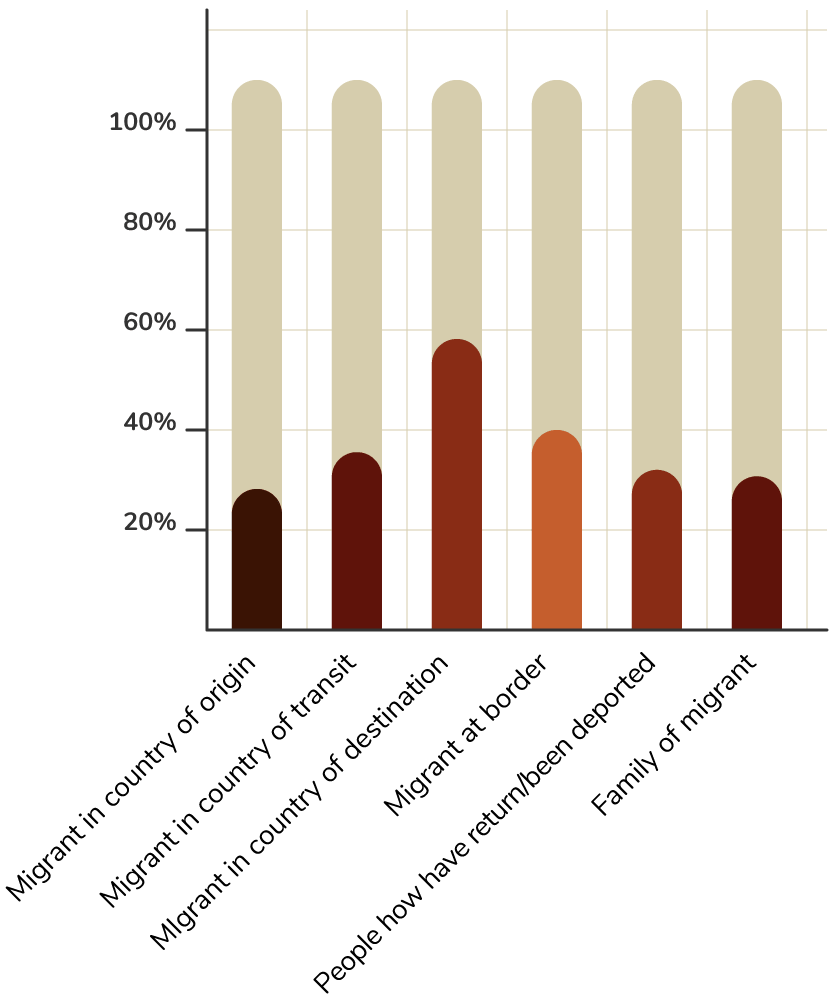 100%
80%
60%
40%
20%
Migrant in country of origin
Migrant in country of transit
MIgrant in country of destination
Migrant at border
People how have return/been deported
Family of migrant